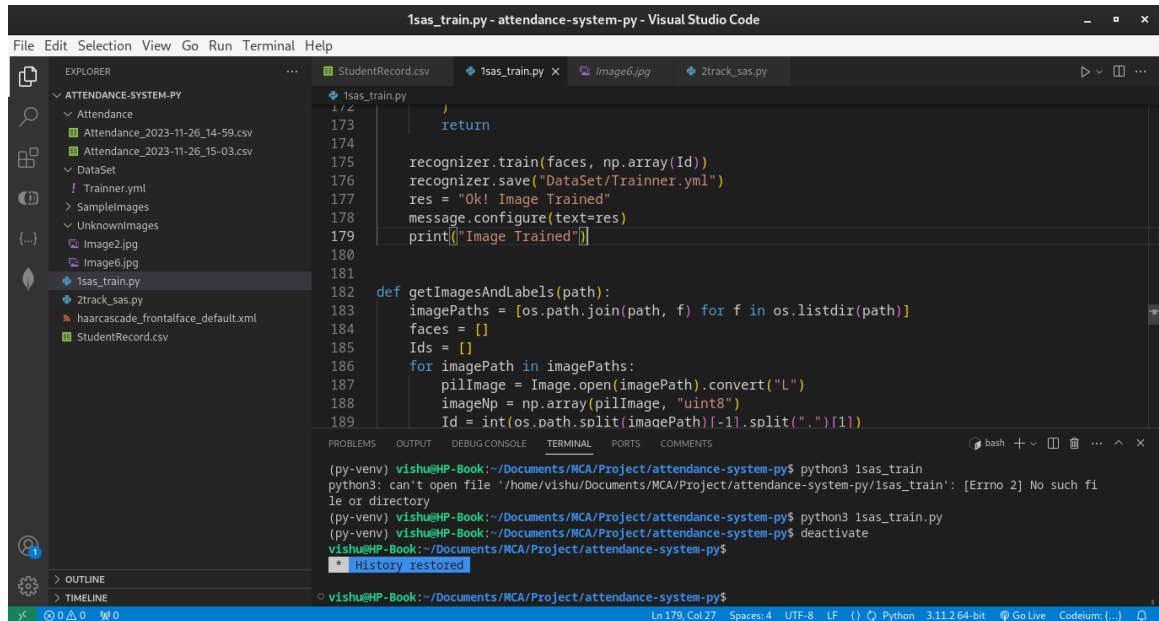 1sas_train.py - attendance-system-py - Visual Studio Code
File Edit Selection View Go Run Terminal Help
EXPLORER
ATTENDANCE-SYSTEM-PY
Attendance
Attendance_2023-11-26_14-59.csv
Attendance_2023-11-26_15-03.csv
DataSet
! Trainner.yml
SampleImages
UnknownImages
Image2.jpg
Image6.jpg
1sas_train.py
2track_sas.py
haarcascade_frontalface_default.xml
StudentRecord.csv
OUTLINE
TIMELINE
StudentRecord.csv 1sas_train.py Image6.jpg 2track_sas.py
1sas_train.py
172 )
173 return
174
175 recognizer.train(faces, np.array(Id))
176 recognizer.save("DataSet/Trainner.yml")
177 res = "Ok! Image Trained"
178 message.configure(text=res)
179 print("Image Trained")
180
181
182 def getImagesAndLabels(path):
183 imagePaths = [os.path.join(path, f) for f in os.listdir(path)]
184 faces = []
185 Ids = []
186 for imagePath in imagePaths:
187 pilImage = Image.open(imagePath).convert("L")
188 imageNp = np.array(pilImage, "uint8")
189 Id = int(os.path.split(imagePath)[-1].split(".")[1])
PROBLEMS OUTPUT DEBUG CONSOLE TERMINAL PORTS COMMENTS bash
(py-venv) vishu@HP-Book:~/Documents/MCA/Project/attendance-system-py$ python3 1sas_train
python3: can't open file '/home/vishu/Documents/MCA/Project/attendance-system-py/1sas_train': [Errno 2] No such fi
le or directory
(py-venv) vishu@HP-Book:~/Documents/MCA/Project/attendance-system-py$ python3 1sas_train.py
(py-venv) vishu@HP-Book:~/Documents/MCA/Project/attendance-system-py$ deactivate
vishu@HP-Book:~/Documents/MCA/Project/attendance-system-py$
* History restored
vishu@HP-Book:~/Documents/MCA/Project/attendance-system-py$
1
0 0 0 Ln 179, Col 27 Spaces: 4 UTF-8 LF {} Python 3.11.2 64-bit Go Live Codeium: {...}